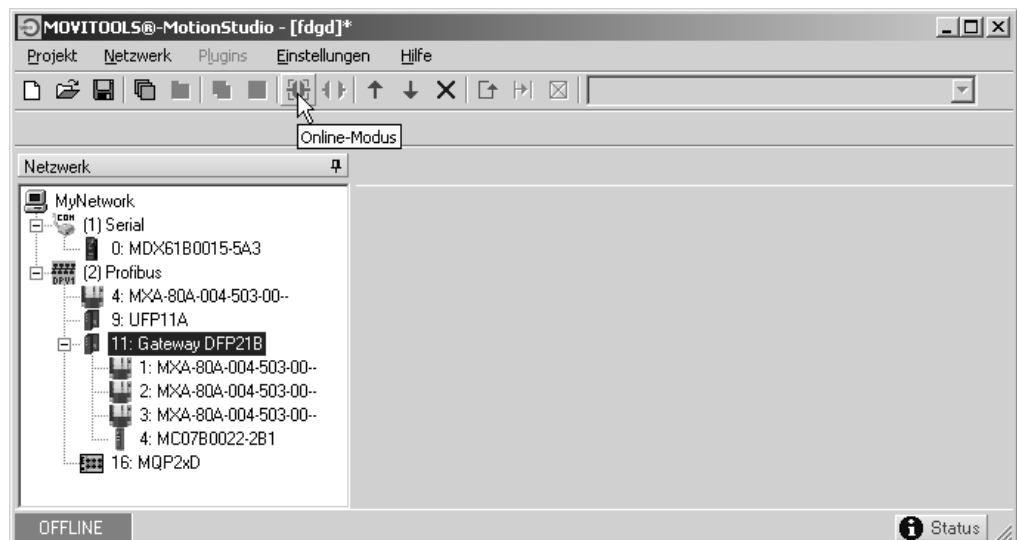 MOVITOOLS®-MotionStudio - [fdgd]*
Projekt Netzwerk Plugins Einstellungen Hilfe
Online-Modus
Netzwerk
MyNetwork
COM
(1) Serial
0: MDX61B0015-5A3
DPV1
(2) Profibus
4: MXA-80A-004-503-00--
9: UFP11A
11: Gateway DFP21B
1: MXA-80A-004-503-00--
2: MXA-80A-004-503-00--
3: MXA-80A-004-503-00--
4: MC07B0022-2B1
16: MQP2xD
OFFLINE
Status